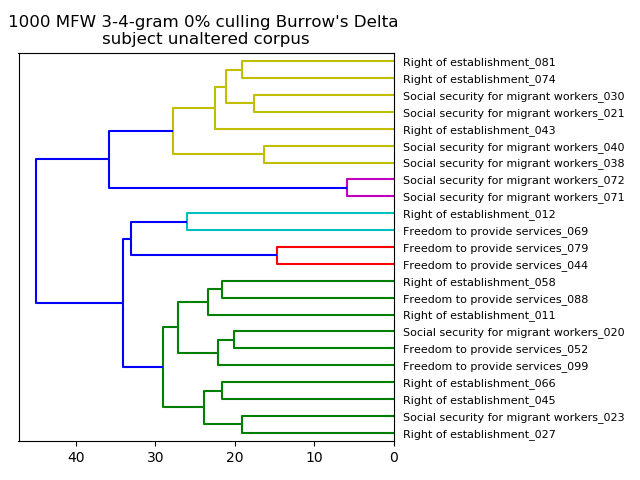 1000 MFW 3-4-gram 0% culling Burrow's Delta
subject unaltered corpus
Right of establishment_081
Right of establishment_074
Social security for migrant workers_030
Social security for migrant workers_021
Right of establishment_043
Social security for migrant workers_040
Social security for migrant workers_038
Social security for migrant workers_072
Social security for migrant workers_071
Right of establishment_012
Freedom to provide services_069
Freedom to provide services_079
Freedom to provide services_044
Right of establishment_058
Freedom to provide services_088
Right of establishment_011
Social security for migrant workers_020
Freedom to provide services_052
Freedom to provide services_099
Right of establishment_066
Right of establishment_045
Social security for migrant workers_023
Right of establishment_027
40 30 20 10 0